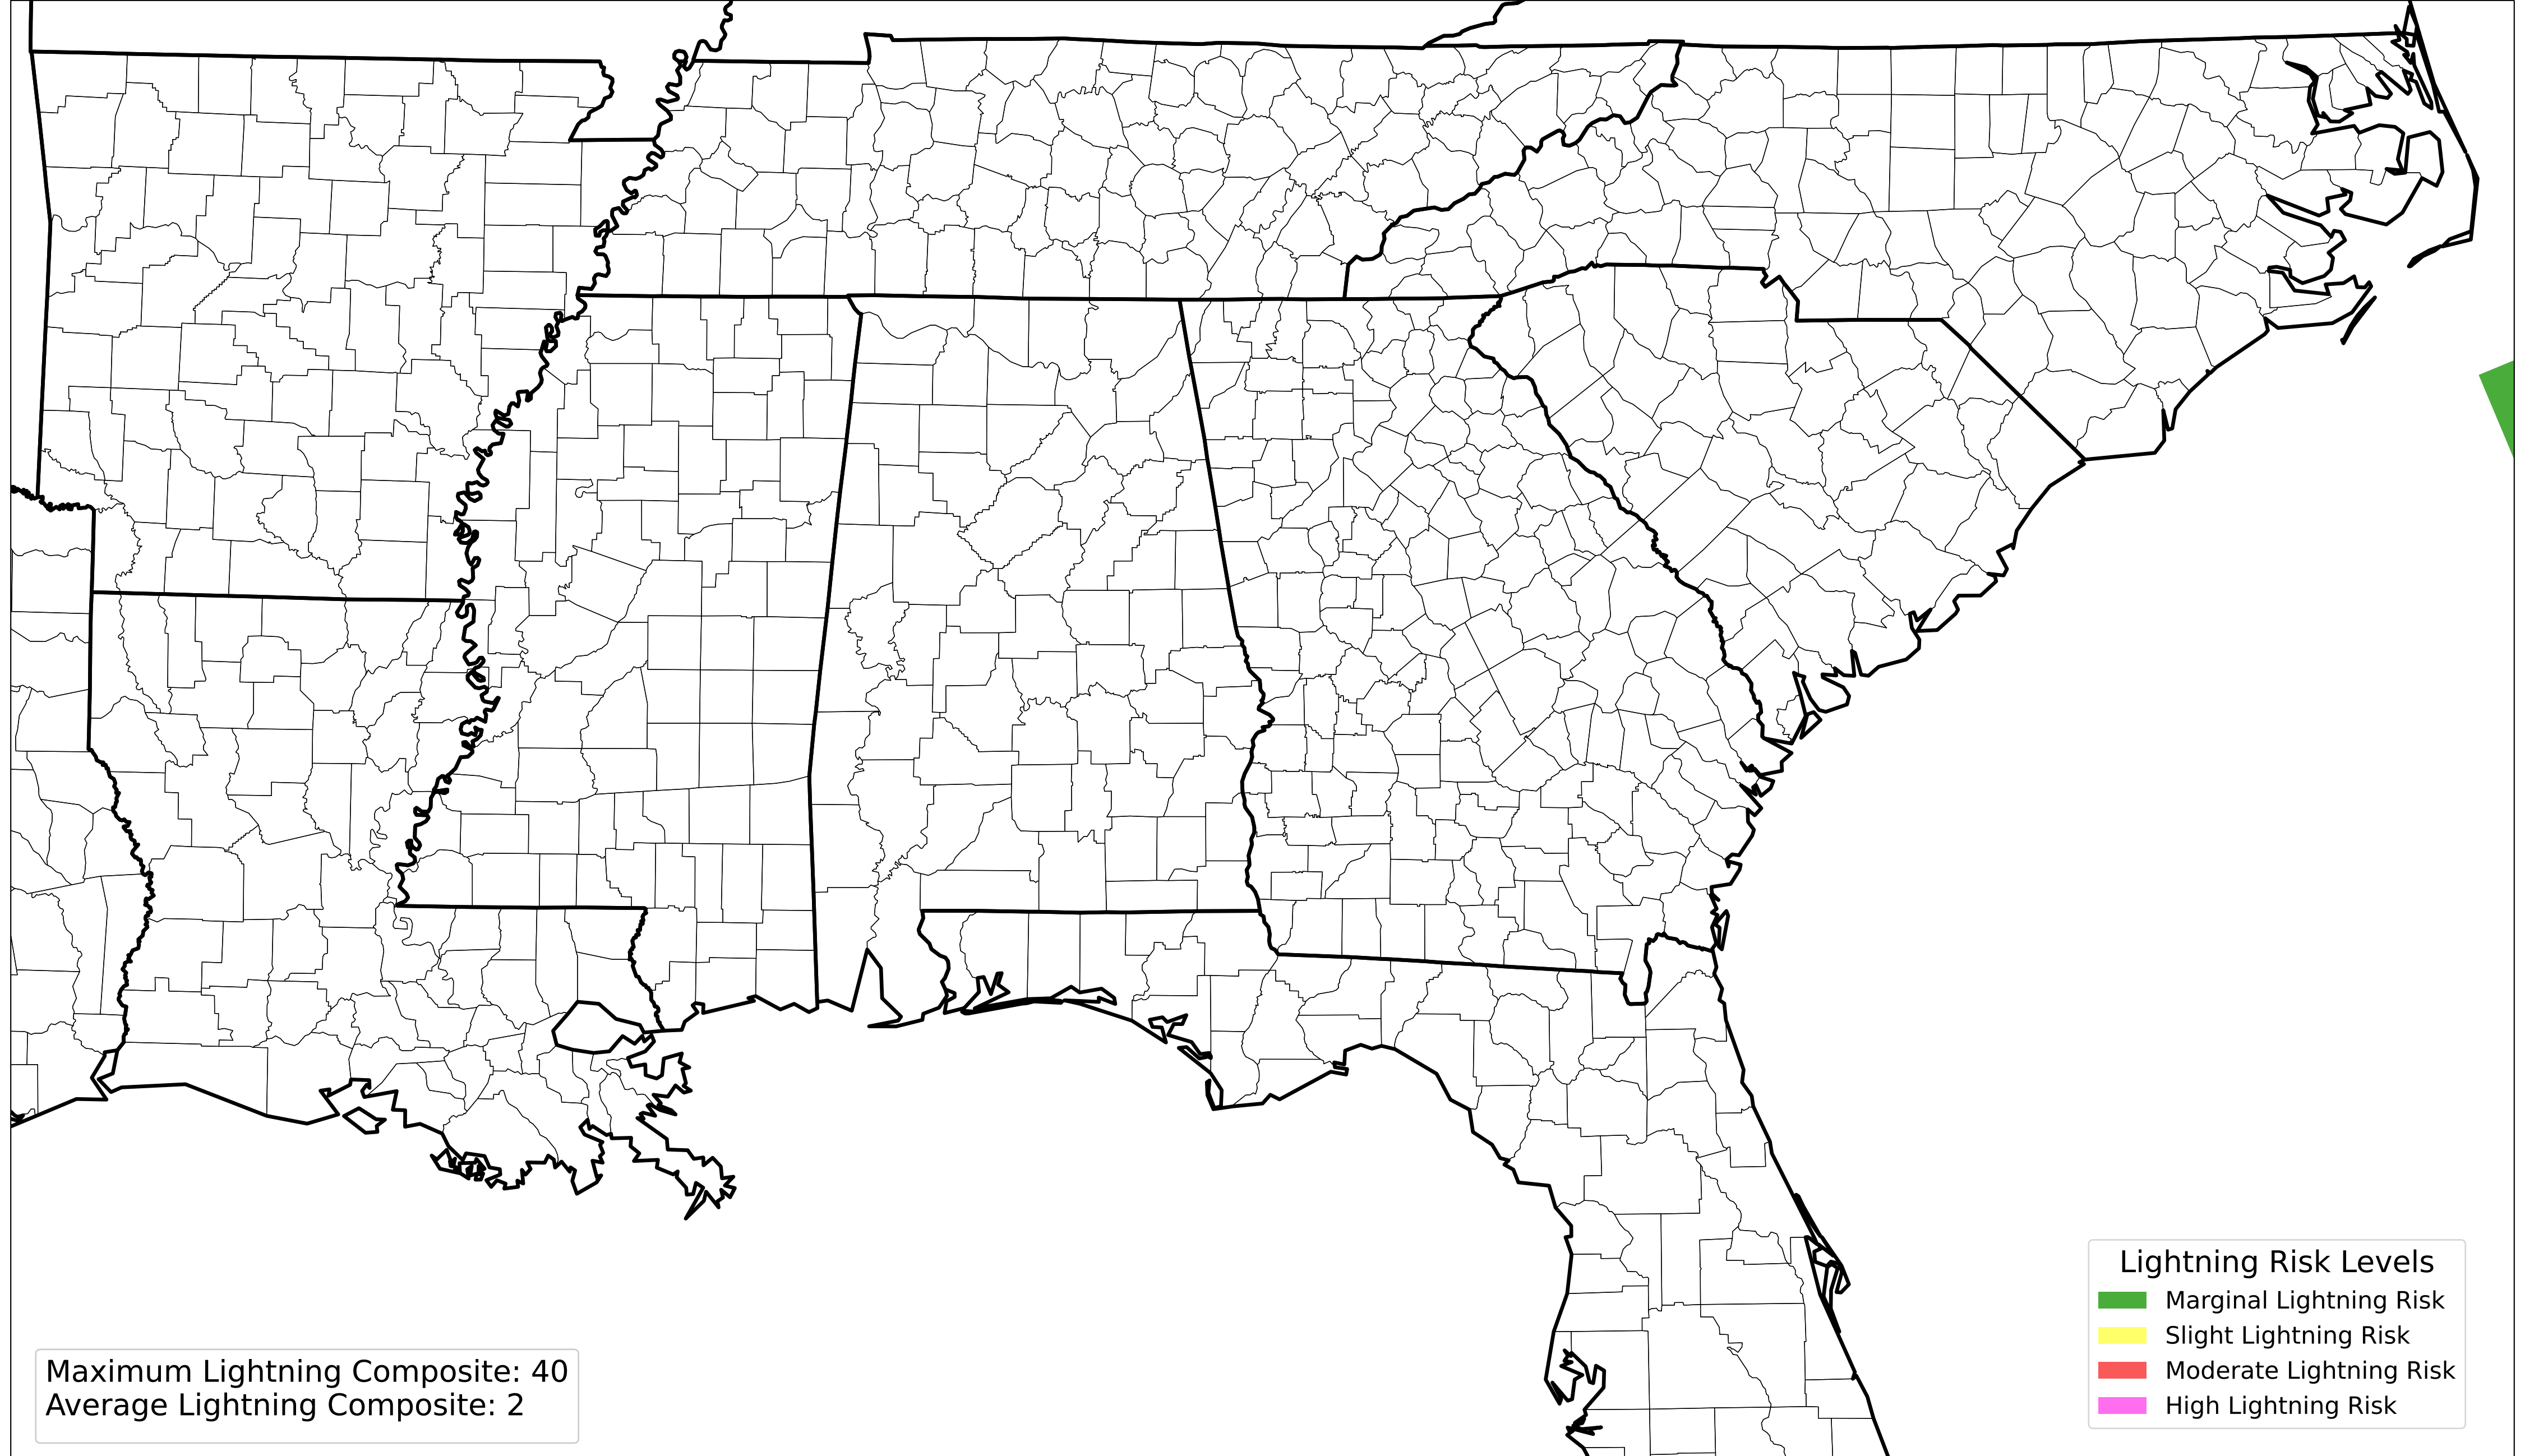 Maximum Lightning Composite: 40
Average Lightning Composite: 2
Lightning Risk Levels
Marginal Lightning Risk
Slight Lightning Risk
Moderate Lightning Risk
High Lightning Risk